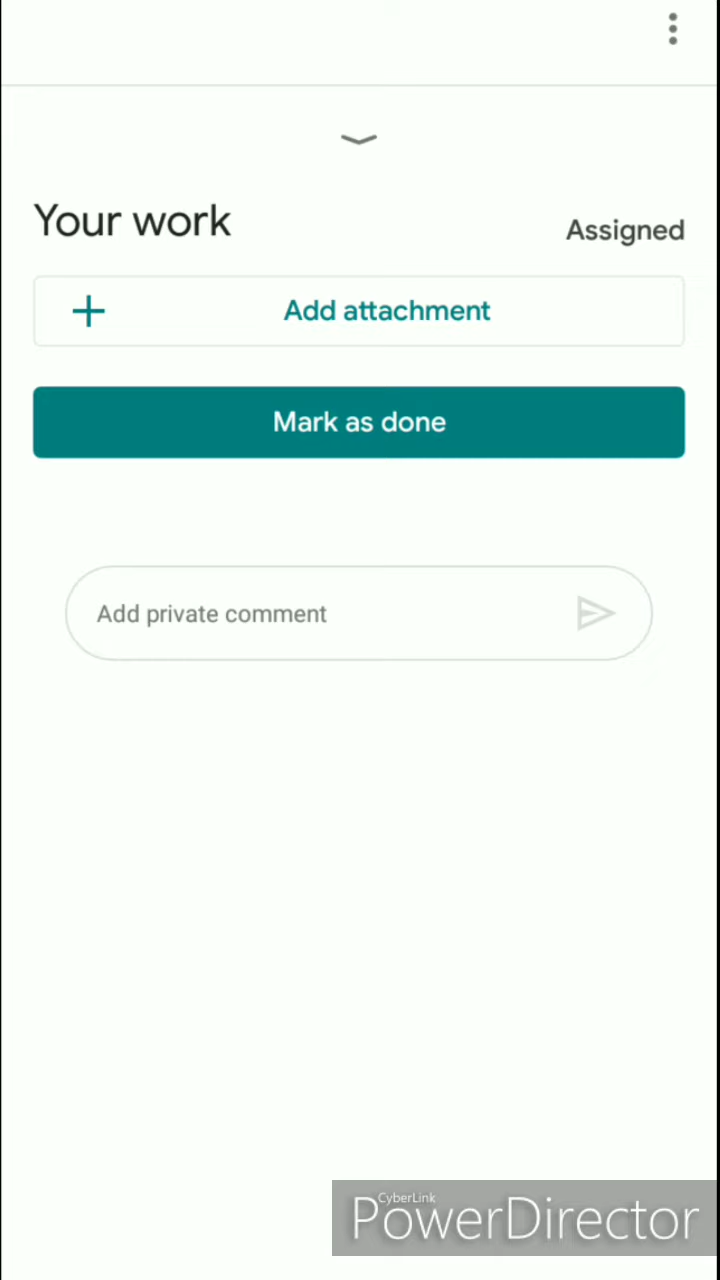 Your work
Assigned
Add attachment
Mark as done
Add private comment
CyberLink
PowerDirector